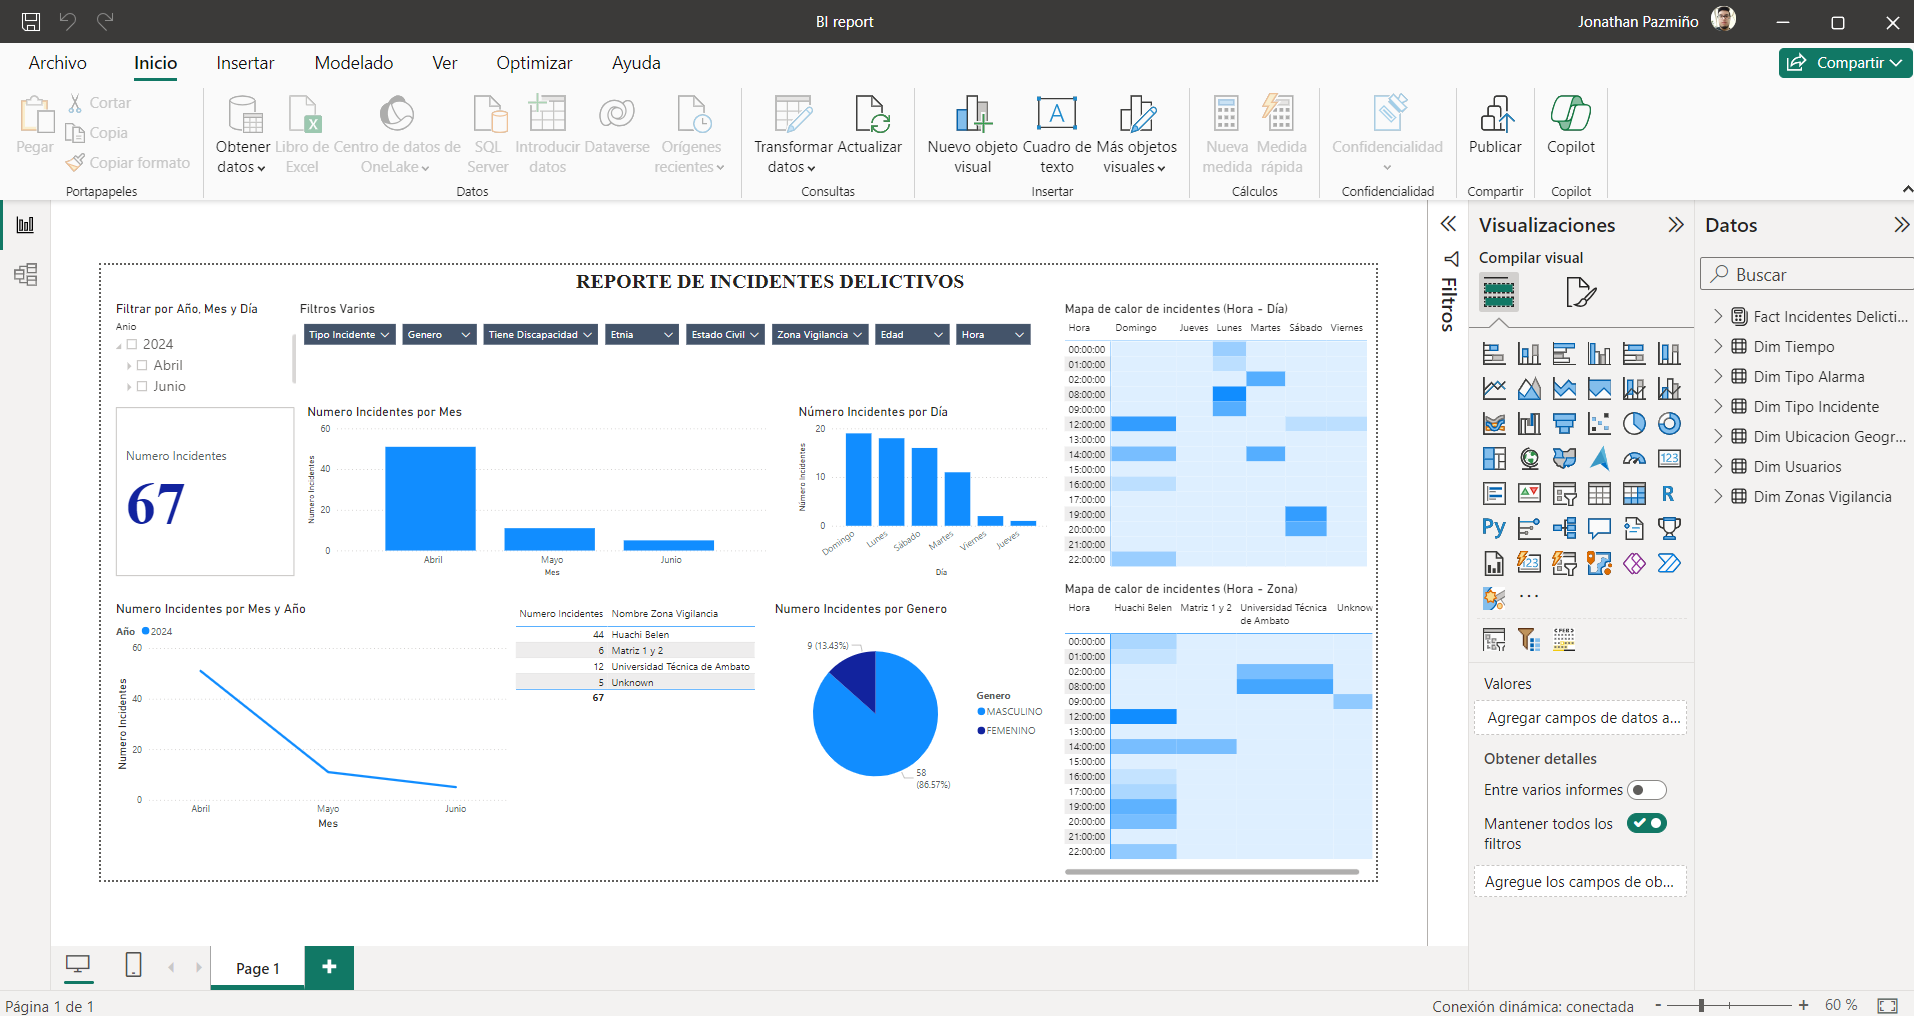 BI report
Jonathan Pazmiño
Archivo
Inicio
Insertar
Modelado
Ver
Optimizar
Ayuda
Compartir
Pegar
Cortar
Copia
Copiar formato
Portapapeles
Obtener datos
Libro de Excel
Centro de datos de OneLake
SQL Server
Introducir datos
Dataverse
Orígenes recientes
Datos
Transformar datos
Actualizar
Consultas
Nuevo objeto visual
Cuadro de texto
Más objetos visuales
Insertar
Nueva medida
Medida rápida
Cálculos
Confidencialidad
Confidencialidad
Publicar
Compartir
Copilot
Copilot
REPORTE DE INCIDENTES DELICTIVOS
Filtrar por Año, Mes y Día
Anio
2024
Abril
Junio
Filtros Varios
Tipo Incidente
Genero
Tiene Discapacidad
Etnia
Estado Civil
Zona Vigilancia
Edad
Hora
Numero Incidentes
67
Numero Incidentes por Mes
Numero Incidentes
60
40
20
0
Abril
Mayo
Junio
Mes
Número Incidentes por Día
Número Incidentes
20
10
0
Domingo
Lunes
Sábado
Martes
Viernes
Jueves
Día
Mapa de calor de incidentes (Hora - Día)
Hora Domingo Jueves Lunes Martes Sábado Viernes
00:00:00
01:00:00
02:00:00
08:00:00
09:00:00
12:00:00
13:00:00
14:00:00
15:00:00
16:00:00
17:00:00
19:00:00
20:00:00
21:00:00
22:00:00
Numero Incidentes por Mes y Año
Año 2024
Numero Incidentes
60
40
20
0
Abril
Mayo
Junio
Mes
Numero Incidentes Nombre Zona Vigilancia
44 Huachi Belen
6 Matriz 1 y 2
12 Universidad Técnica de Ambato
5 Unknown
67
Numero Incidentes por Genero
9 (13.43%)
58
(86.57%)
Genero
MASCULINO
FEMENINO
Mapa de calor de incidentes (Hora - Zona)
Hora Huachi Belen Matriz 1 y 2 Universidad Técnica Unknow
de Ambato
00:00:00
01:00:00
02:00:00
08:00:00
09:00:00
12:00:00
13:00:00
14:00:00
15:00:00
16:00:00
17:00:00
19:00:00
20:00:00
21:00:00
22:00:00
Filtros
Visualizaciones
Compilar visual
123
R
Py
123
Valores
Agregar campos de datos a...
Obtener detalles
Entre varios informes
Mantener todos los
filtros
Agregue los campos de ob...
Datos
Buscar
Fact Incidentes Delicti...
Dim Tiempo
Dim Tipo Alarma
Dim Tipo Incidente
Dim Ubicacion Geogr...
Dim Usuarios
Dim Zonas Vigilancia
Page 1
Página 1 de 1
Conexión dinámica: conectada
60 %